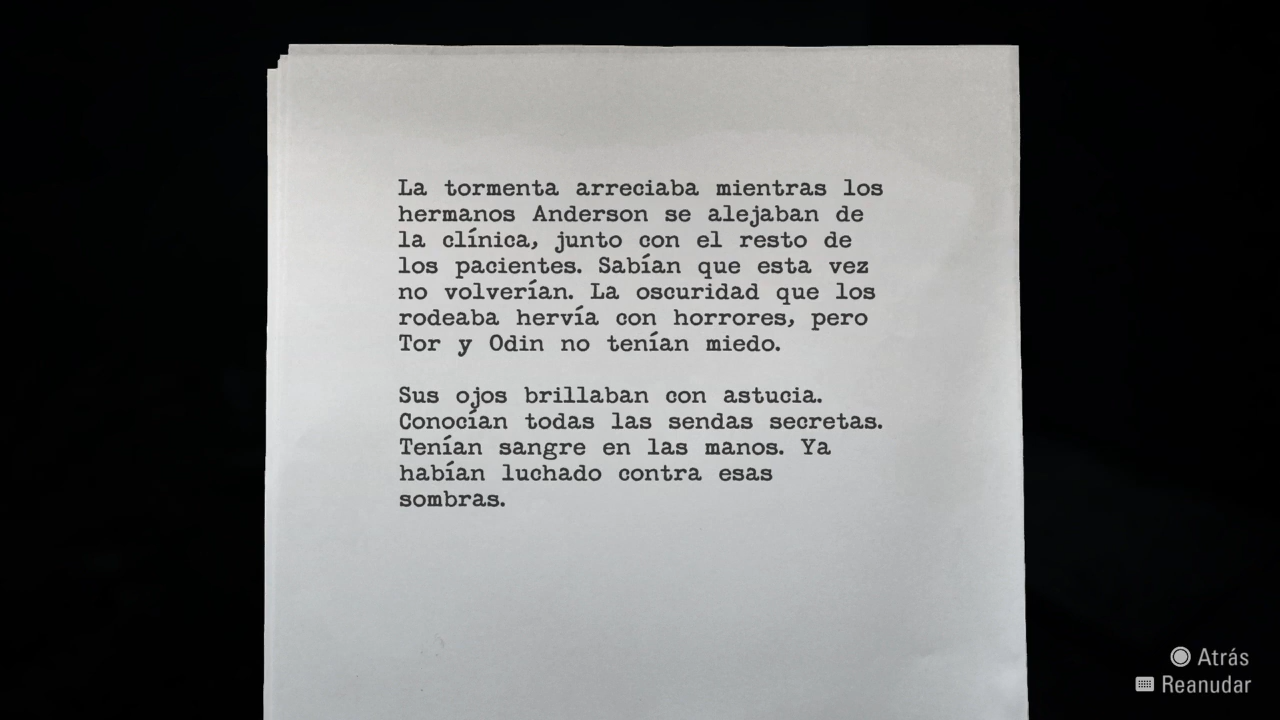 La tormenta arreciaba mientras los
hermanos Anderson se alejaban de
la clínica, junto con el resto de
los pacientes. Sabían que esta vez
no volverían. La oscuridad que los
rodeaba hervía con horrores, pero
Tor y Odin no tenían miedo.
Sus ojos brillaban con astucia.
Conocían todas las sendas secretas.
Tenían sangre en las manos. Ya
habían luchado contra esas
sombras.
Atrás
Reanudar